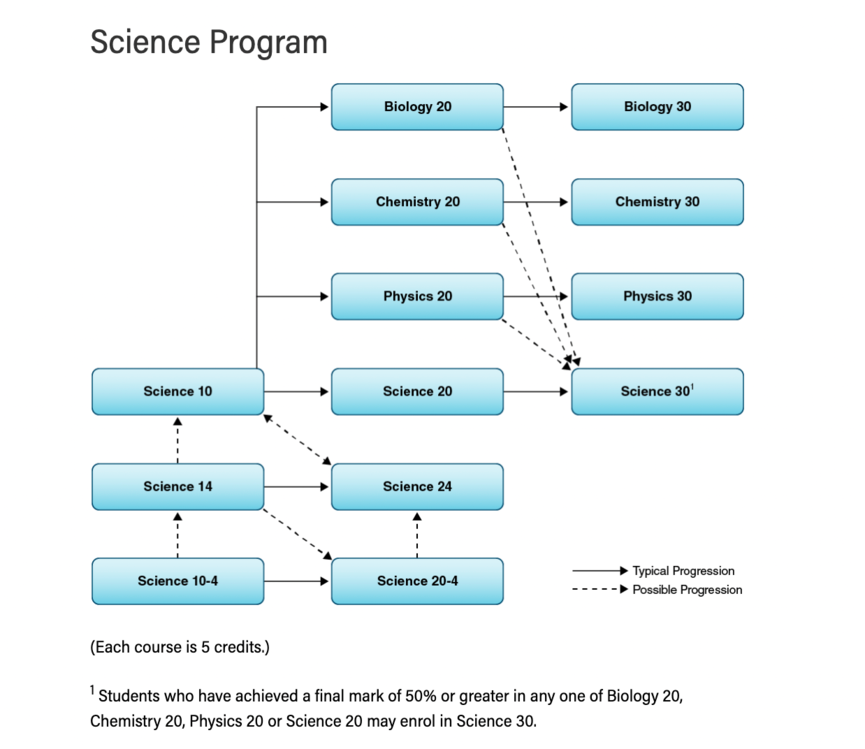 Science Program
Biology 20
Biology 30
Chemistry 20
Chemistry 30
Physics 20
Physics 30
Science 10
Science 20
Science 30¹
Science 14
Science 24
Science 10-4
Science 20-4
Typical Progression
Possible Progression
(Each course is 5 credits.)
¹ Students who have achieved a final mark of 50% or greater in any one of Biology 20,
Chemistry 20, Physics 20 or Science 20 may enrol in Science 30.